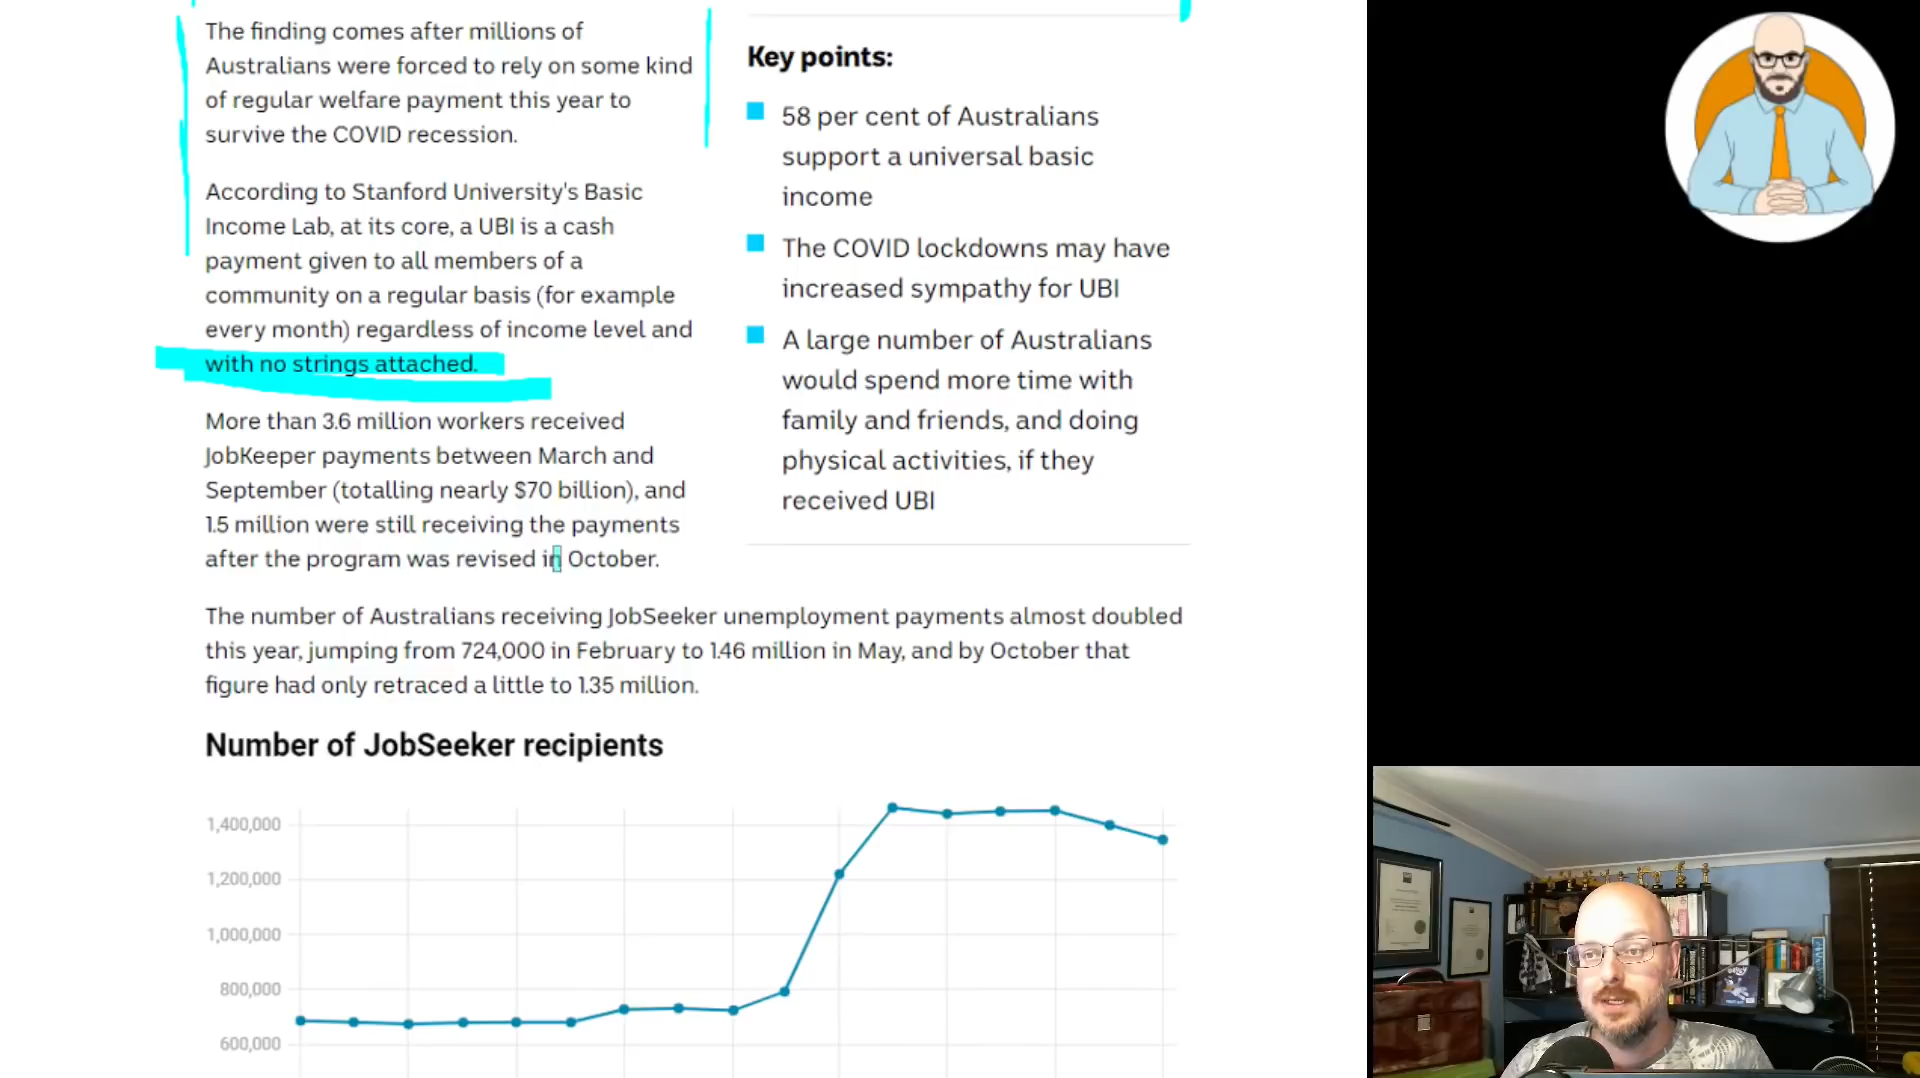 The finding comes after millions of
Australians were forced to rely on some kind
of regular welfare payment this year to
survive the COVID recession.
According to Stanford University's Basic
Income Lab, at its core, a UBI is a cash
payment given to all members of a
community on a regular basis (for example
every month) regardless of income level and
with no strings attached.
More than 3.6 million workers received
JobKeeper payments between March and
September (totalling nearly $70 billion), and
1.5 million were still receiving the payments
after the program was revised in October.
Key points:
58 per cent of Australians
support a universal basic
income
The COVID lockdowns may have
increased sympathy for UBI
A large number of Australians
would spend more time with
family and friends, and doing
physical activities, if they
received UBI
The number of Australians receiving JobSeeker unemployment payments almost doubled
this year, jumping from 724,000 in February to 1.46 million in May, and by October that
figure had only retraced a little to 1.35 million.
Number of JobSeeker recipients
1,400,000
1,200,000
1,000,000
800,000
600,000